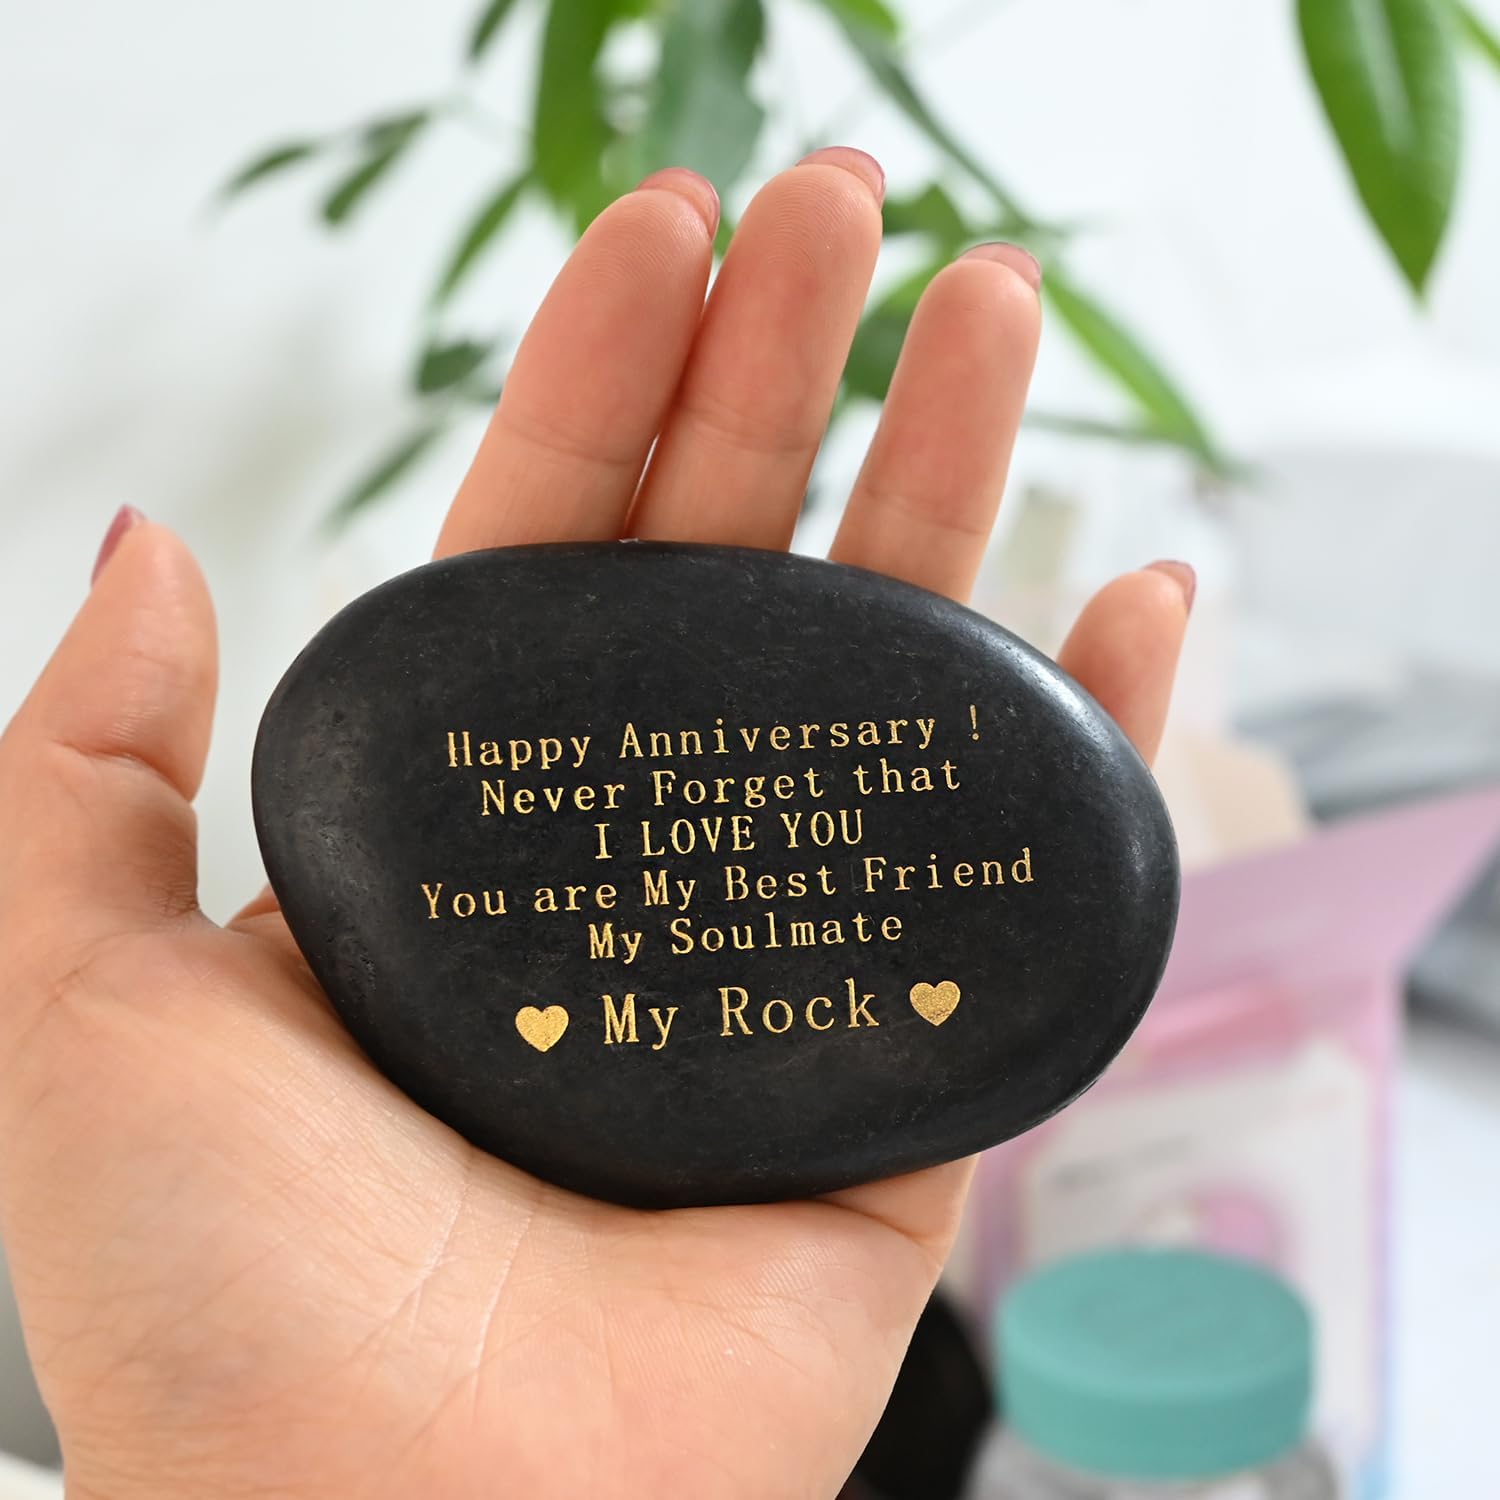 Happy Anniversary !
Never Forget that
I LOVE YOU
You are My Best Friend
My Soulmate
♥ My Rock ♥